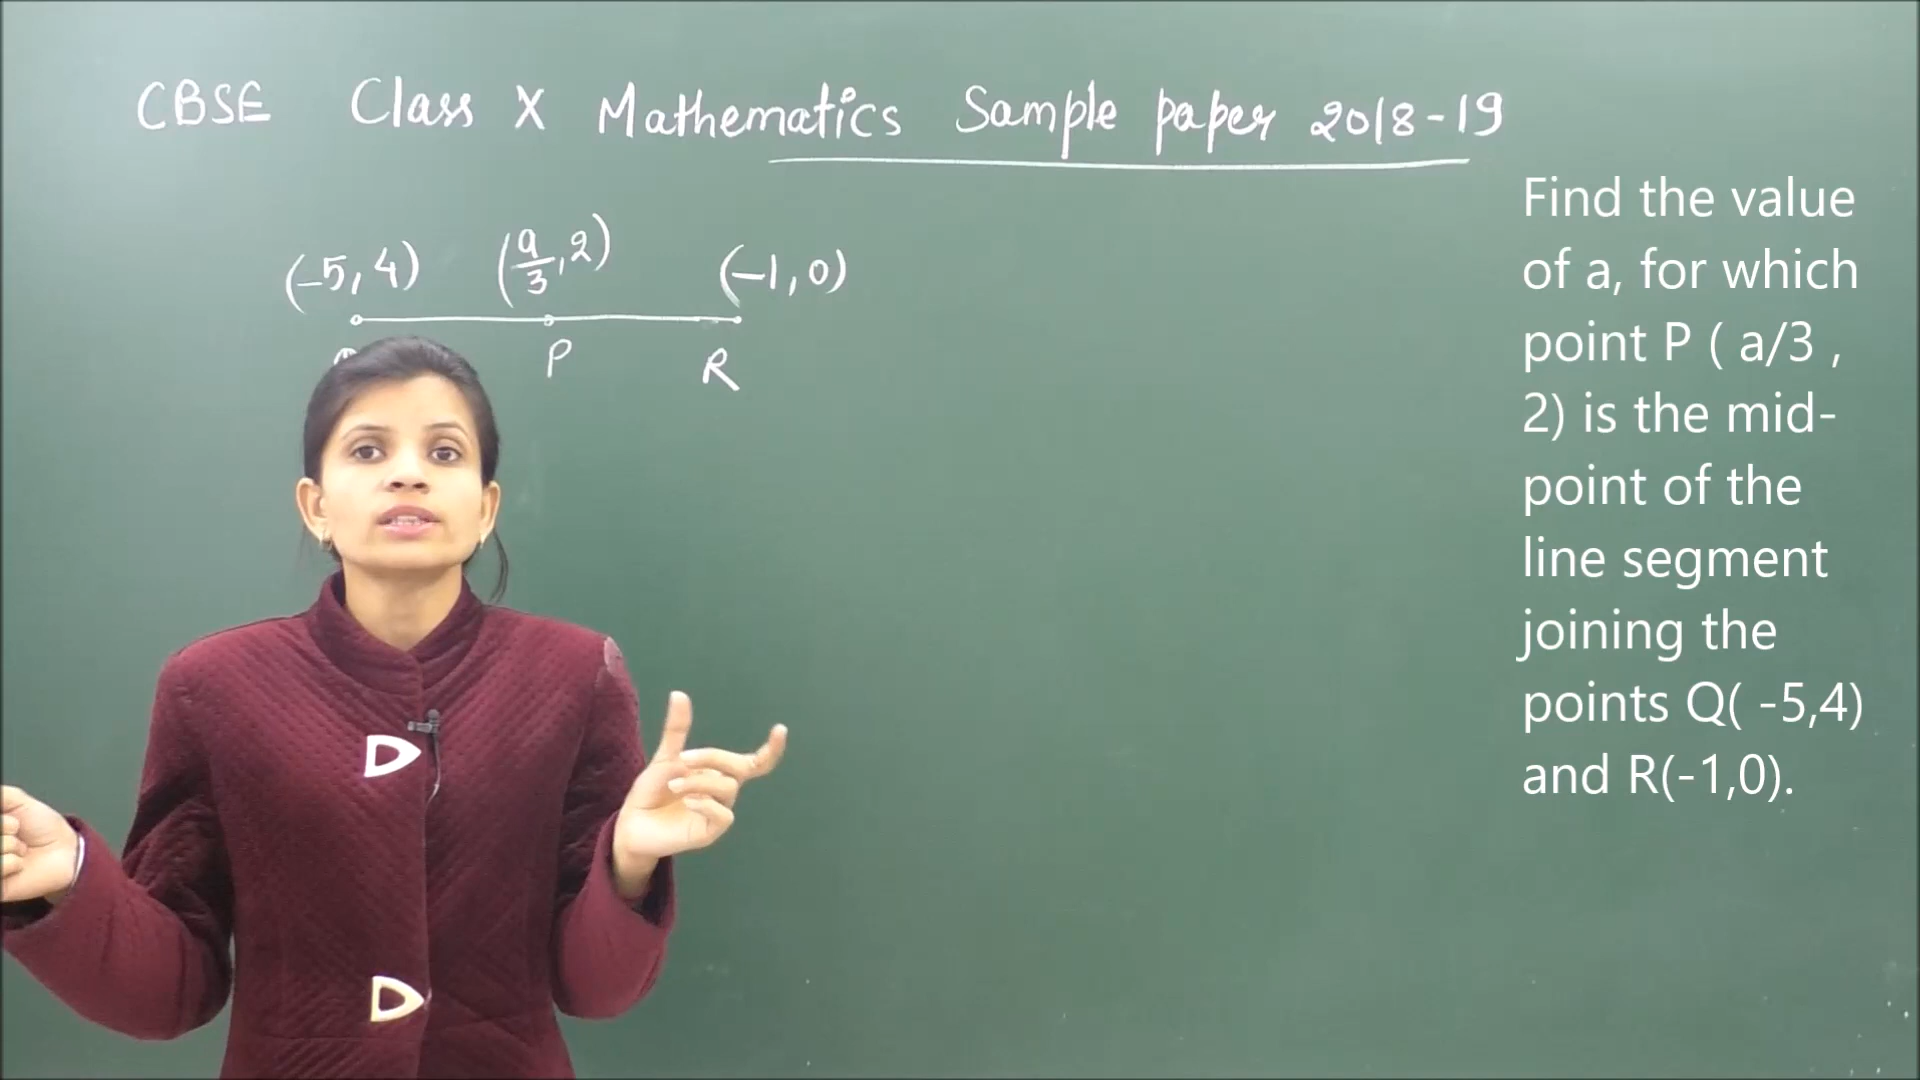 CBSE Class X Mathematics Sample paper 2018-19
(-5,4) (a/3,2) (-1,0)
P R
Find the value
of a, for which
point P ( a/3 ,
2) is the mid-
point of the
line segment
joining the
points Q( -5,4)
and R(-1,0).